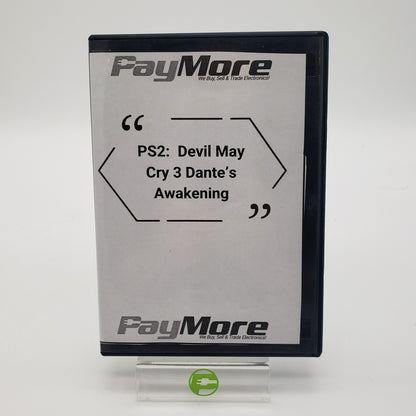 PayMore
We Buy, Sell & Trade Electronics!
“
PS2: Devil May
Cry 3 Dante’s
Awakening
”
PayMore
We Buy, Sell & Trade Electronics!